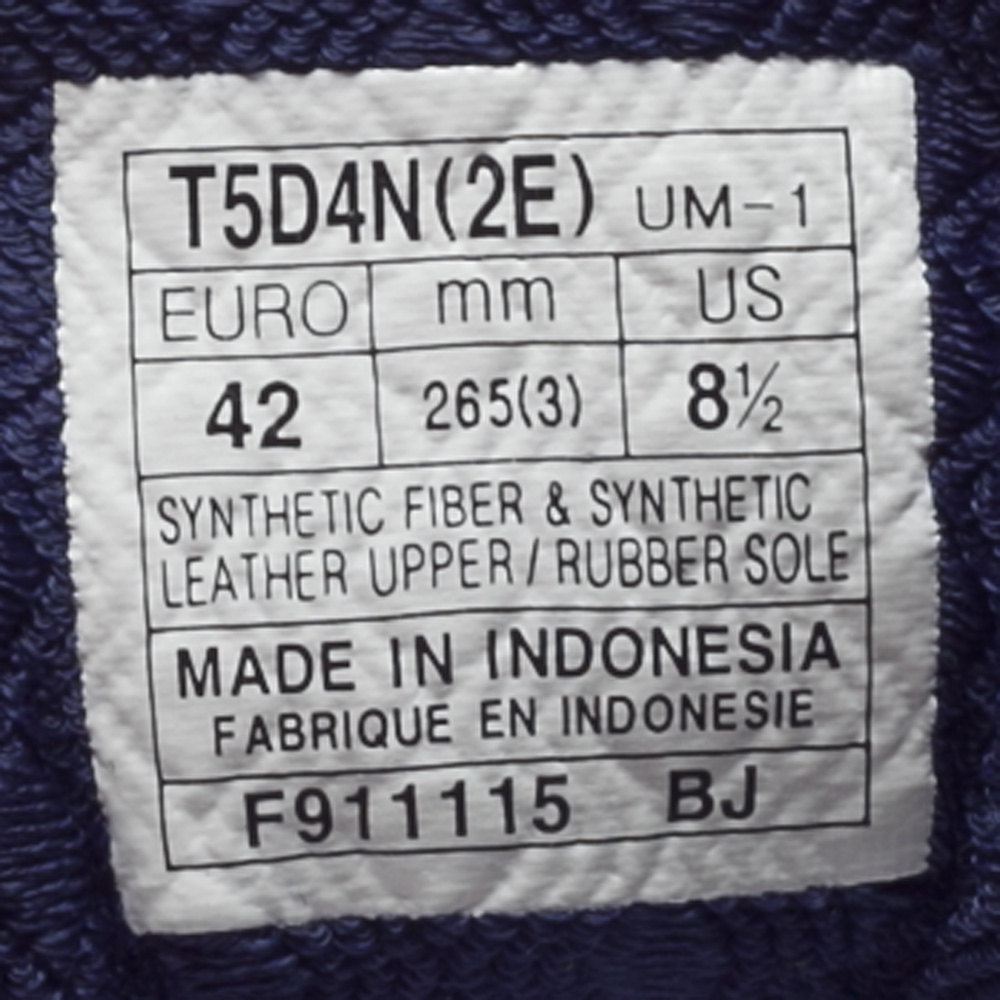 T5D4N(2E) UM-1
EURO mm US
42 265(3) 8½
SYNTHETIC FIBER & SYNTHETIC
LEATHER UPPER / RUBBER SOLE
MADE IN INDONESIA
FABRIQUE EN INDONESIE
F911115 BJ